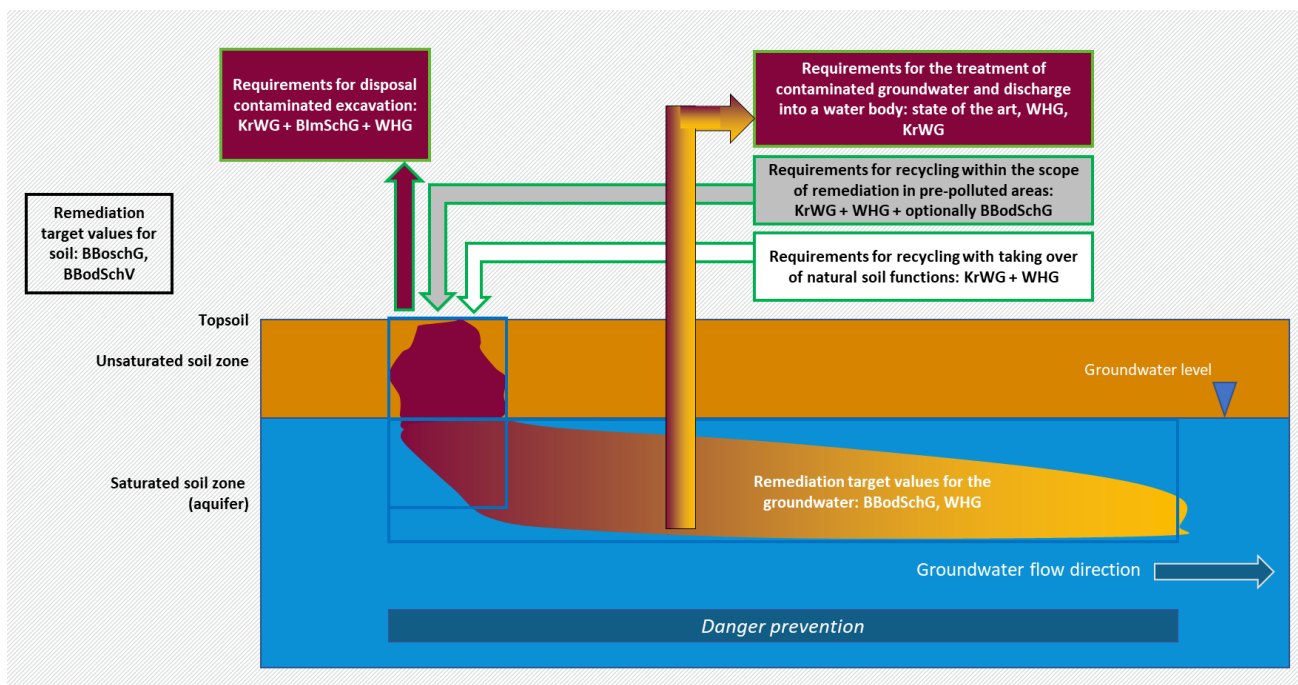 Requirements for disposal
contaminated excavation:
KrWG + BImSchG + WHG
Requirements for the treatment of
contaminated groundwater and discharge
into a water body: state of the art, WHG,
KrWG
Requirements for recycling within the scope
of remediation in pre-polluted areas:
KrWG + WHG + optionally BBodSchG
Remediation
target values for
soil: BBoschG,
BBodSchV
Requirements for recycling with taking over
of natural soil functions: KrWG + WHG
Topsoil
Unsaturated soil zone
Groundwater level
Saturated soil zone
(aquifer)
Remediation target values for the
groundwater: BBodSchG, WHG
Groundwater flow direction
Danger prevention